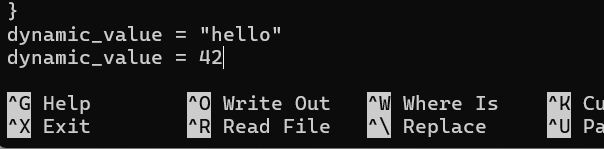 }
dynamic_value = "hello"
dynamic_value = 42
^G Help ^O Write Out ^W Where Is ^K Cu
^X Exit ^R Read File ^\ Replace ^U Pa